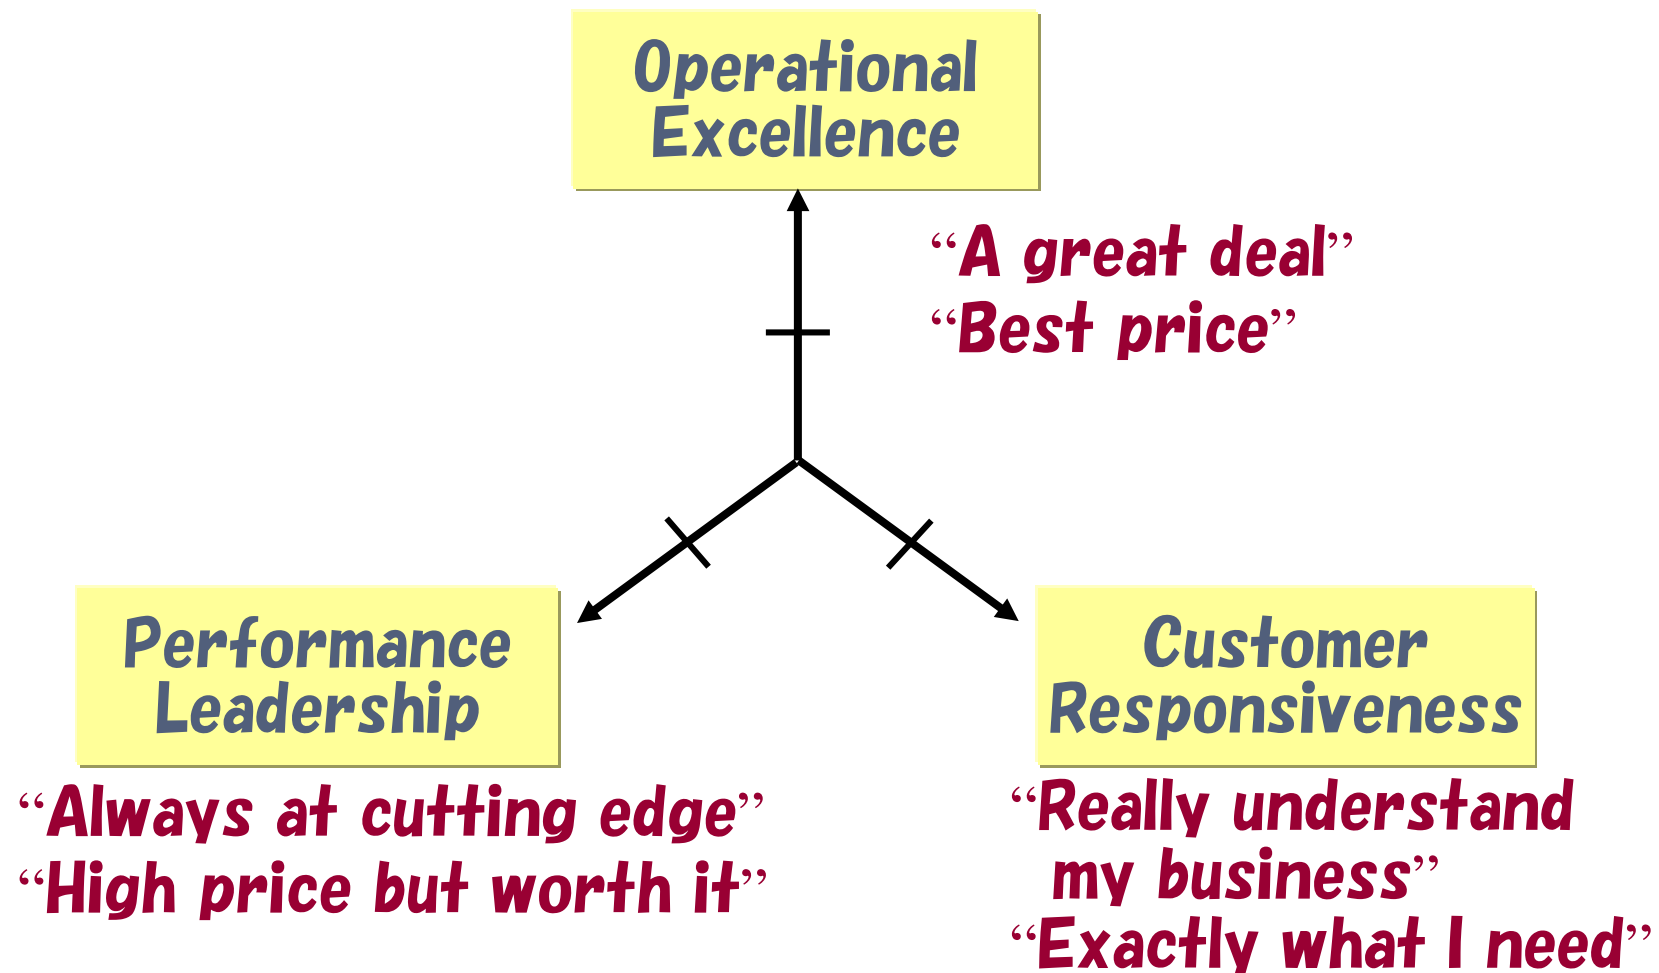 Operational
Excellence
“A great deal”
“Best price”
Performance
Leadership
“Always at cutting edge”
“High price but worth it”
Customer
Responsiveness
“Really understand
my business”
“Exactly what I need”